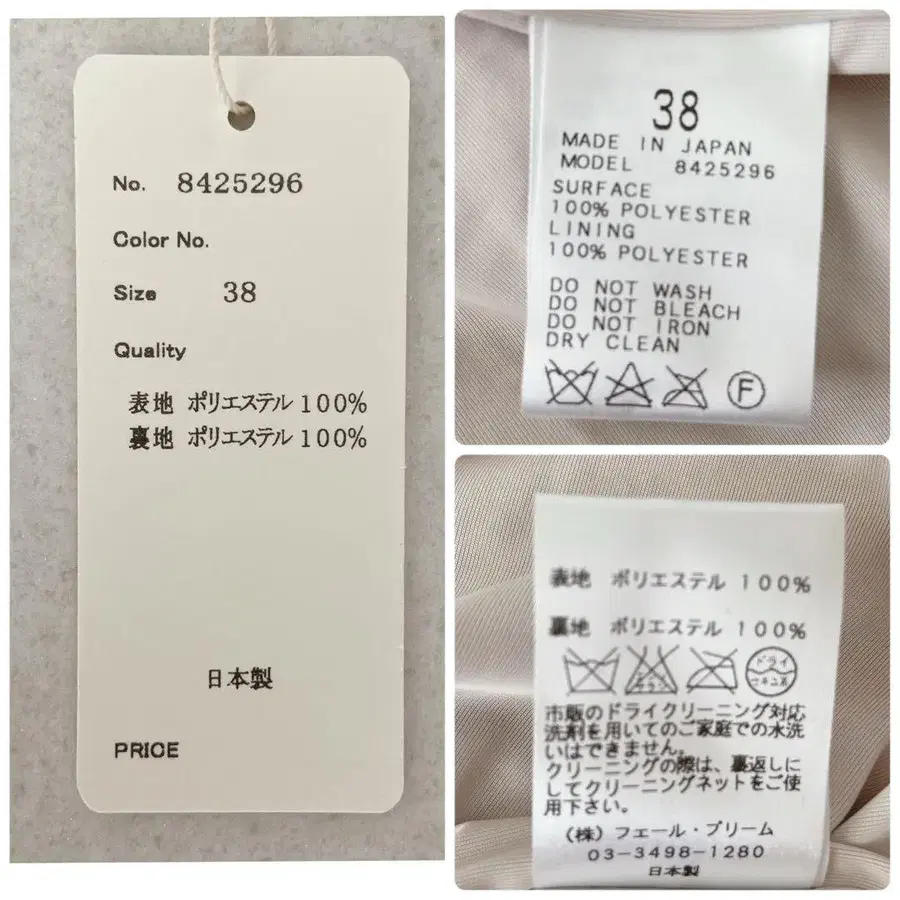 No. 8425296
Color No.
Size 38
Quality
表地 ポリエステル 100%
裏地 ポリエステル 100%
日本製
PRICE
38
MADE IN JAPAN
MODEL 8425296
SURFACE
100% POLYESTER
LINING
100% POLYESTER
DO NOT WASH
DO NOT BLEACH
DO NOT IRON
DRY CLEAN
F
表地 ポリエステル 100%
裏地 ポリエステル 100%
エンソ
ドライ
セキユ系
市販のドライクリーニング対応
洗剤を用いてのご家庭での水洗
いはできません。
クリーニングの際は、裏返しに
してクリーニングネットをご使
用下さい。
(株) フェール・ブリーム
03-3498-1280
日本製